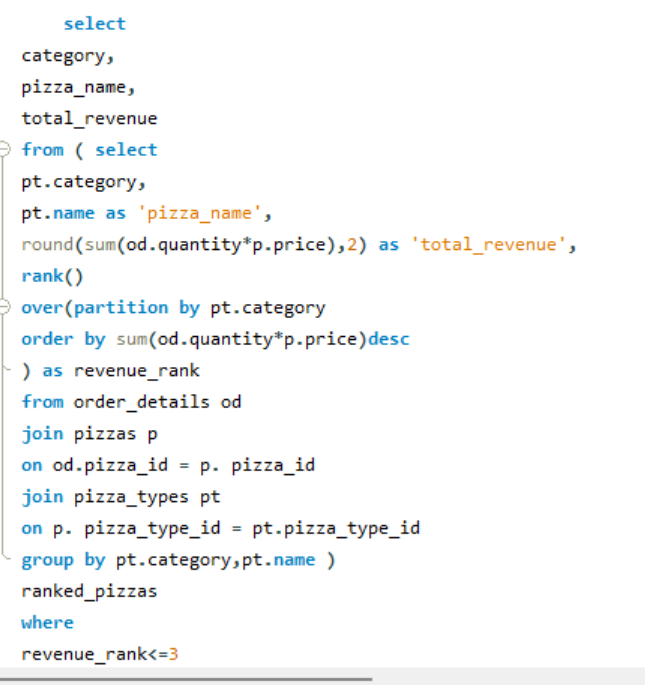 select
category,
pizza_name,
total_revenue
from ( select
pt.category,
pt.name as 'pizza_name',
round(sum(od.quantity*p.price),2) as 'total_revenue',
rank()
over(partition by pt.category
order by sum(od.quantity*p.price)desc
) as revenue_rank
from order_details od
join pizzas p
on od.pizza_id = p. pizza_id
join pizza_types pt
on p. pizza_type_id = pt.pizza_type_id
group by pt.category,pt.name )
ranked_pizzas
where
revenue_rank<=3